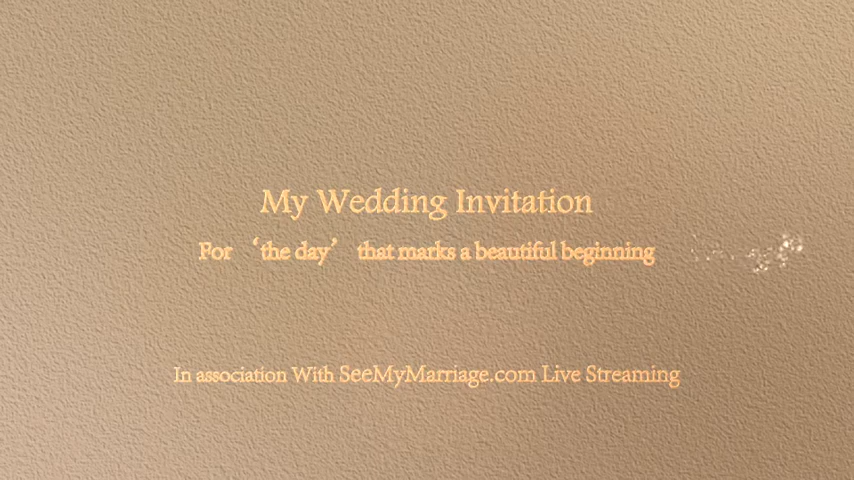 My Wedding Invitation
For ‘the day’ that marks a beautiful beginning
In association With SeeMyMarriage.com Live Streaming